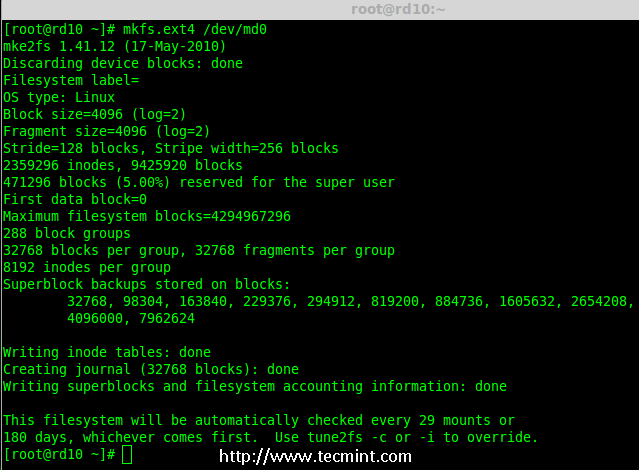 root@rd10:~
[root@rd10 ~]# mkfs.ext4 /dev/md0
mke2fs 1.41.12 (17-May-2010)
Discarding device blocks: done
Filesystem label=
OS type: Linux
Block size=4096 (log=2)
Fragment size=4096 (log=2)
Stride=128 blocks, Stripe width=256 blocks
2359296 inodes, 9425920 blocks
471296 blocks (5.00%) reserved for the super user
First data block=0
Maximum filesystem blocks=4294967296
288 block groups
32768 blocks per group, 32768 fragments per group
8192 inodes per group
Superblock backups stored on blocks:
        32768, 98304, 163840, 229376, 294912, 819200, 884736, 1605632, 2654208,
        4096000, 7962624

Writing inode tables: done
Creating journal (32768 blocks): done
Writing superblocks and filesystem accounting information: done

This filesystem will be automatically checked every 29 mounts or
180 days, whichever comes first.  Use tune2fs -c or -i to override.
[root@rd10 ~]#
http://www.tecmint.com